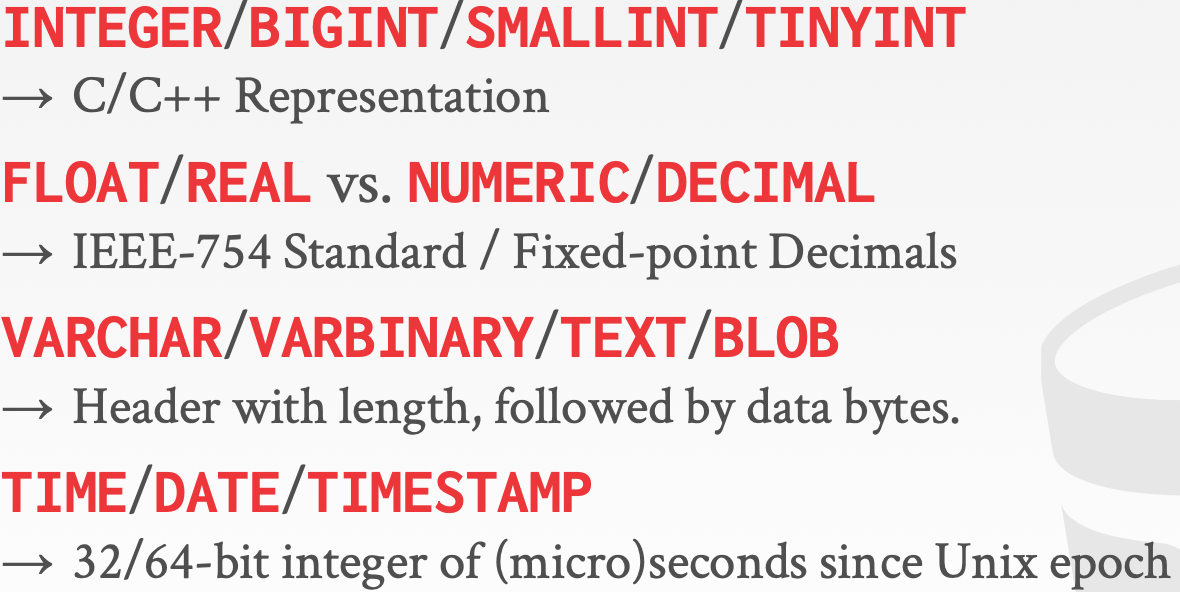 INTEGER/BIGINT/SMALLINT/TINYINT
→ C/C++ Representation
FLOAT/REAL vs. NUMERIC/DECIMAL
→ IEEE-754 Standard / Fixed-point Decimals
VARCHAR/VARBINARY/TEXT/BLOB
→ Header with length, followed by data bytes.
TIME/DATE/TIMESTAMP
→ 32/64-bit integer of (micro)seconds since Unix epoch